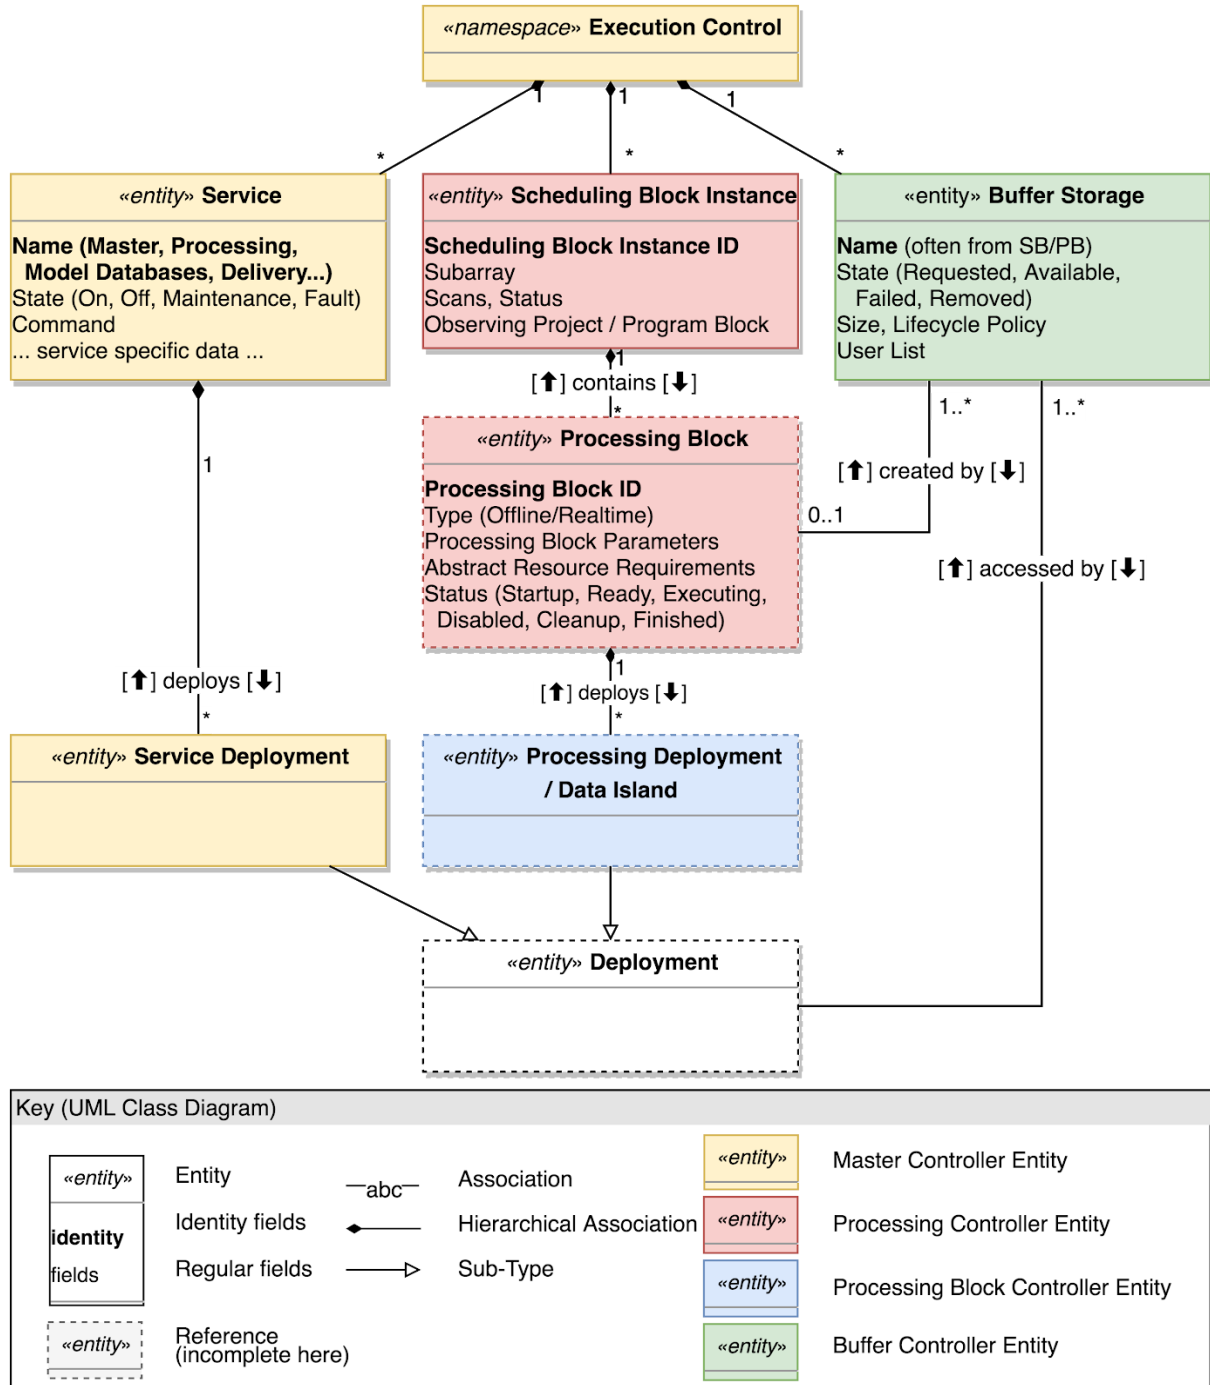 «namespace» Execution Control
1
1
1
*
*
*
«entity» Service
Name (Master, Processing,
Model Databases, Delivery...)
State (On, Off, Maintenance, Fault)
Command
... service specific data ...
«entity» Scheduling Block Instance
Scheduling Block Instance ID
Subarray
Scans, Status
Observing Project / Program Block
«entity» Buffer Storage
Name (often from SB/PB)
State (Requested, Available,
Failed, Removed)
Size, Lifecycle Policy
User List
1
[⬆] contains [⬇]
*
1..*
1..*
«entity» Processing Block
Processing Block ID
Type (Offline/Realtime)
Processing Block Parameters
Abstract Resource Requirements
Status (Startup, Ready, Executing,
Disabled, Cleanup, Finished)
1
[⬆] created by [⬇]
0..1
[⬆] accessed by [⬇]
[⬆] deploys [⬇]
*
1
[⬆] deploys [⬇]
*
«entity» Service Deployment
«entity» Processing Deployment
/ Data Island
«entity» Deployment
Key (UML Class Diagram)
«entity»
identity
fields
Entity
Identity fields
Regular fields
«entity»
Reference
(incomplete here)
abc
Association
Hierarchical Association
Sub-Type
«entity»
Master Controller Entity
«entity»
Processing Controller Entity
«entity»
Processing Block Controller Entity
«entity»
Buffer Controller Entity